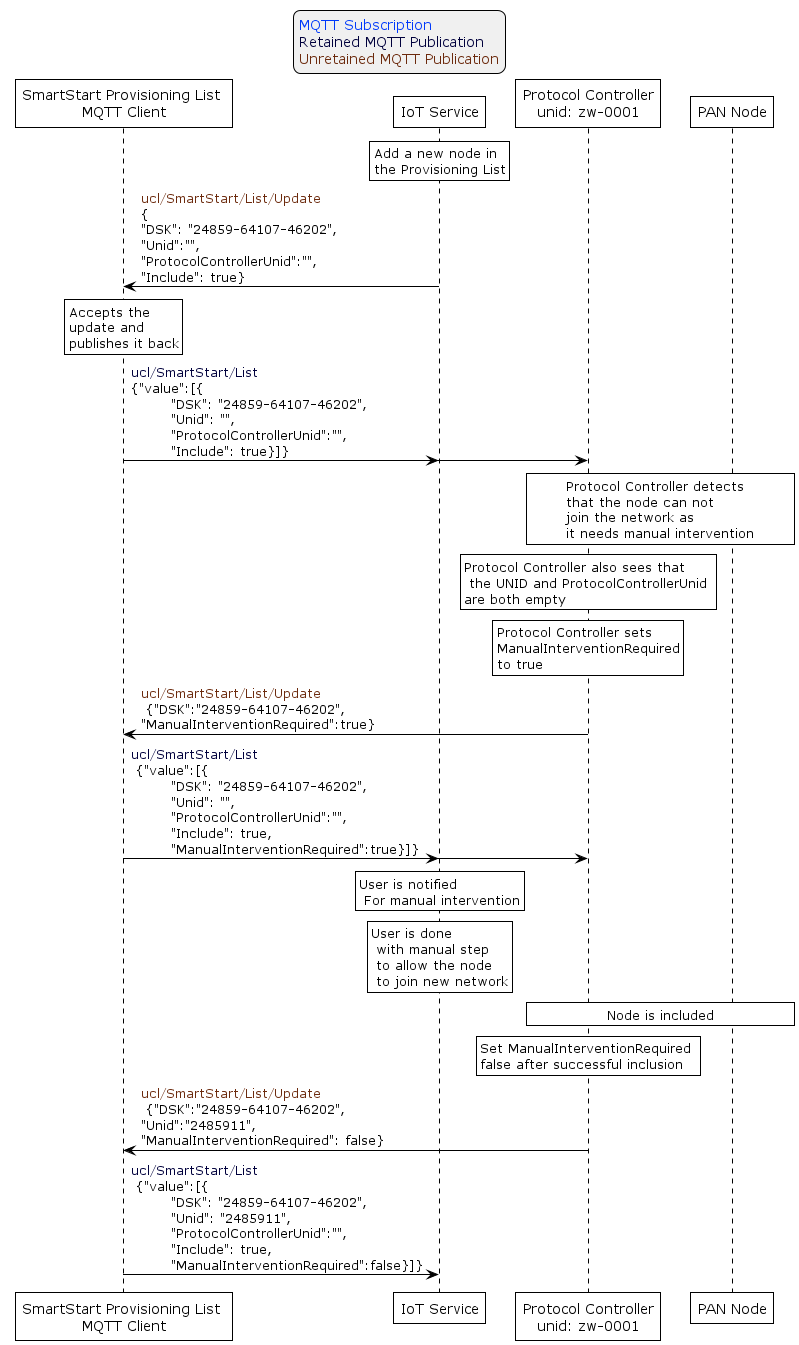 MQTT Subscription
Retained MQTT Publication
Unretained MQTT Publication
SmartStart Provisioning List
MQTT Client
IoT Service
Protocol Controller
unid: zw-0001
PAN Node
Add a new node in
the Provisioning List
ucl/SmartStart/List/Update
{
"DSK": "24859-64107-46202",
"Unid":"",
"ProtocolControllerUnid":"",
"Include": true}
Accepts the
update and
publishes it back
ucl/SmartStart/List
{"value":[{
"DSK": "24859-64107-46202",
"Unid": "",
"ProtocolControllerUnid":"",
"Include": true}]}
Protocol Controller detects
that the node can not
join the network as
it needs manual intervention
Protocol Controller also sees that
the UNID and ProtocolControllerUnid
are both empty
Protocol Controller sets
ManualInterventionRequired
to true
ucl/SmartStart/List/Update
{"DSK":"24859-64107-46202",
"ManualInterventionRequired":true}
ucl/SmartStart/List
{"value":[{
"DSK": "24859-64107-46202",
"Unid": "",
"ProtocolControllerUnid":"",
"Include": true,
"ManualInterventionRequired":true}]}
User is notified
For manual intervention
User is done
with manual step
to allow the node
to join new network
Node is included
Set ManualInterventionRequired
false after successful inclusion
ucl/SmartStart/List/Update
{"DSK":"24859-64107-46202",
"Unid":"2485911",
"ManualInterventionRequired": false}
ucl/SmartStart/List
{"value":[{
"DSK": "24859-64107-46202",
"Unid": "2485911",
"ProtocolControllerUnid":"",
"Include": true,
"ManualInterventionRequired":false}]}
SmartStart Provisioning List
MQTT Client
IoT Service
Protocol Controller
unid: zw-0001
PAN Node